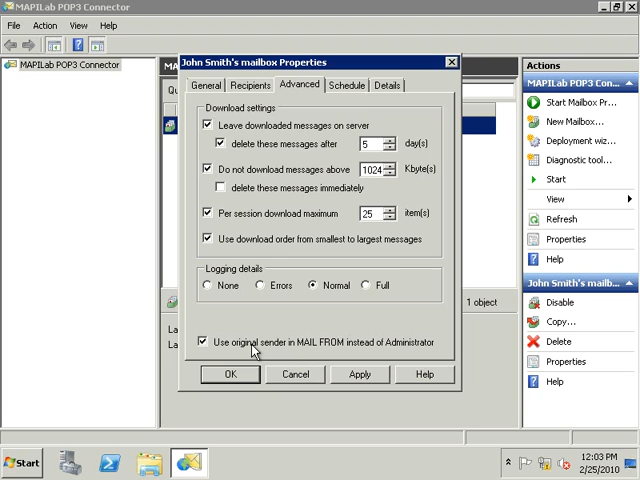 MAPILab POP3 Connector
File Action View Help
MAPILab POP3 Connector
MA
Qu
La
La
1 object
John Smith's mailbox Properties
General Recipients Advanced Schedule Details
Download settings
Leave downloaded messages on server
delete these messages after 5 day(s)
Do not download messages above 1024 Kbyte(s)
delete these messages immediately
Per session download maximum 25 item(s)
Use download order from smallest to largest messages
Logging details
None Errors Normal Full
Use original sender in MAIL FROM instead of Administrator
OK Cancel Apply Help
Actions
MAPILab POP3 Con...
Start Mailbox Pr...
New Mailbox...
Deployment wiz...
Diagnostic tool...
Start
View
Refresh
Properties
Help
John Smith's mailb...
Disable
Copy...
Delete
Properties
Help
Start
12:03 PM
2/25/2010